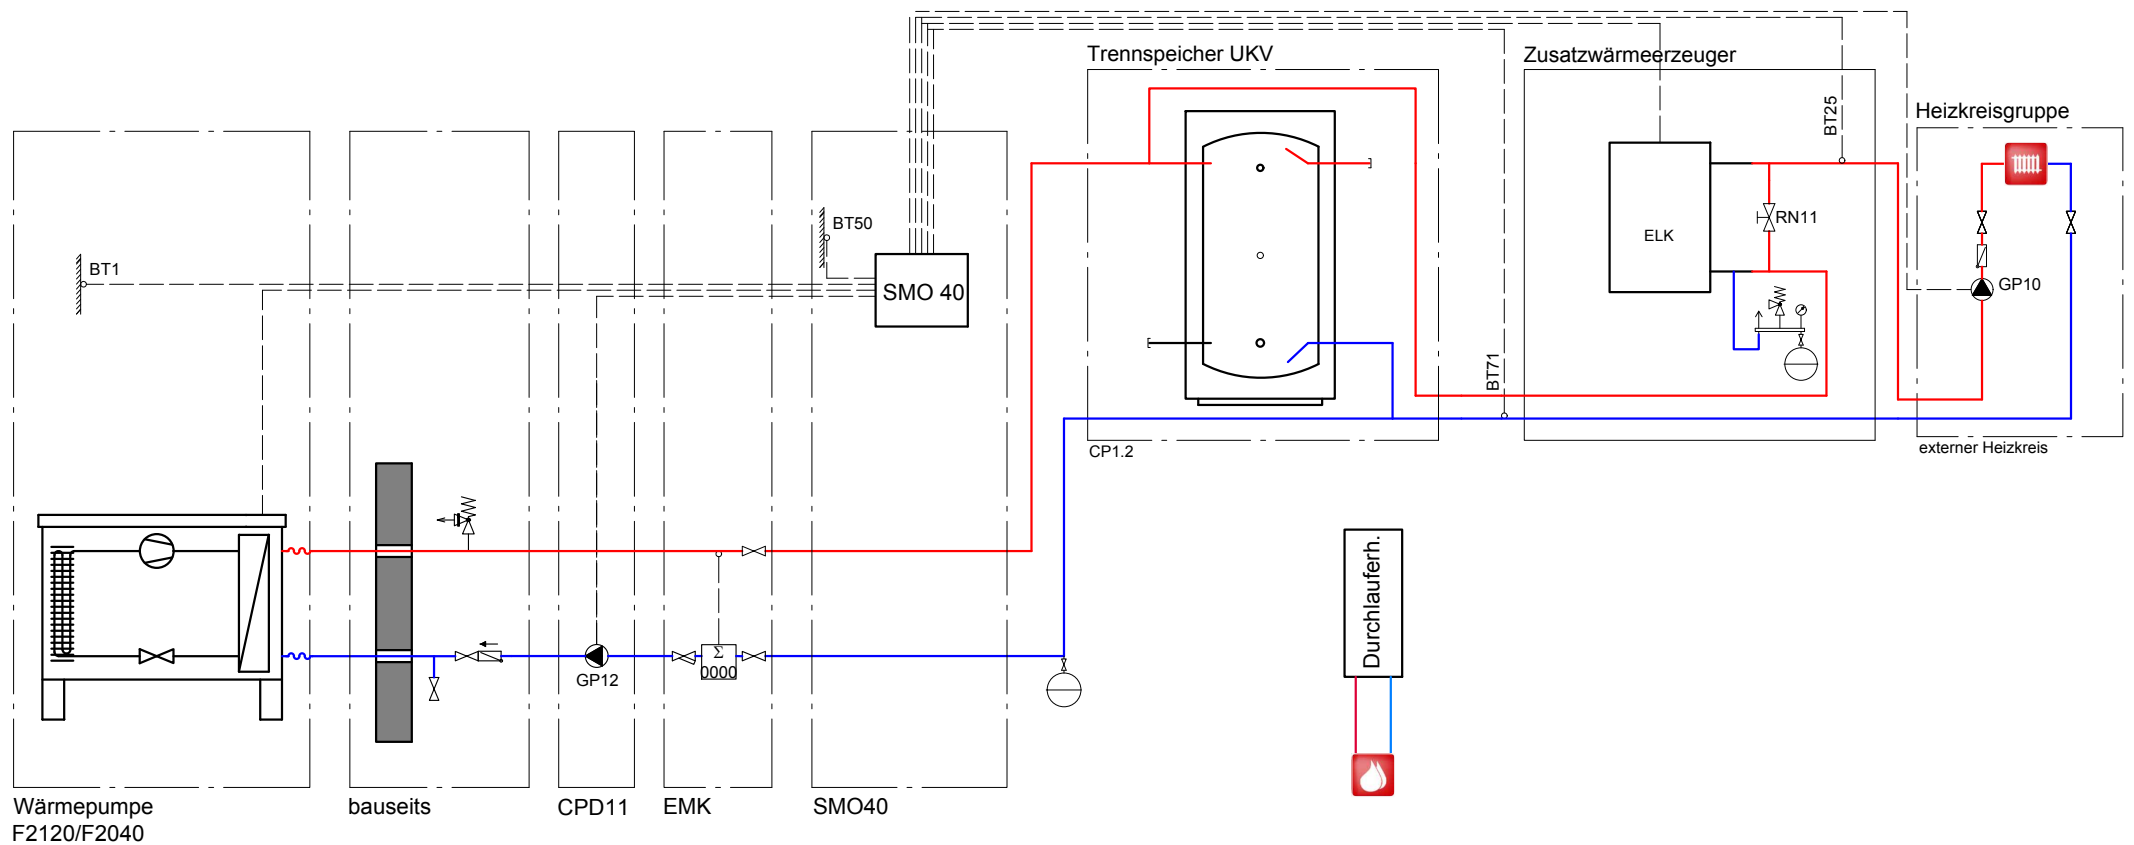 Trennspeicher UKV
Zusatzwärmeerzeuger
BT25
Heizkreisgruppe
BT50
RN11
ELK
BT1
SMO 40
GP10
BT71
CP1.2
externer Heizkreis
Durchlauferh.
Σ
0000
GP12
Wärmepumpe
F2120/F2040
bauseits
CPD11
EMK
SMO40